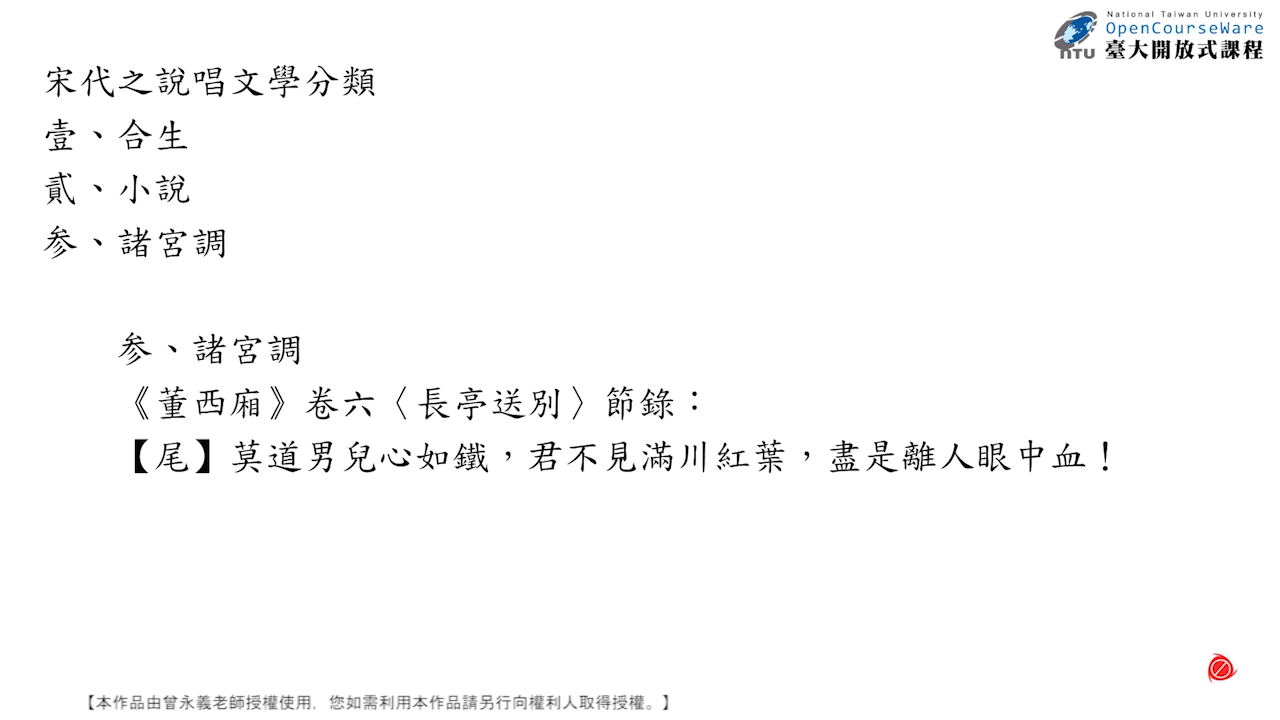 National Taiwan University
OpenCourseWare
NTU 臺大開放式課程
宋代之說唱文學分類
壹、合生
貳、小說
参、諸宮調
参、諸宮調
《董西廂》卷六〈長亭送別〉節錄：
【尾】莫道男兒心如鐵，君不見滿川紅葉，盡是離人眼中血！
【本作品由曾永義老師授權使用，您如需利用本作品請另行向權利人取得授權。】